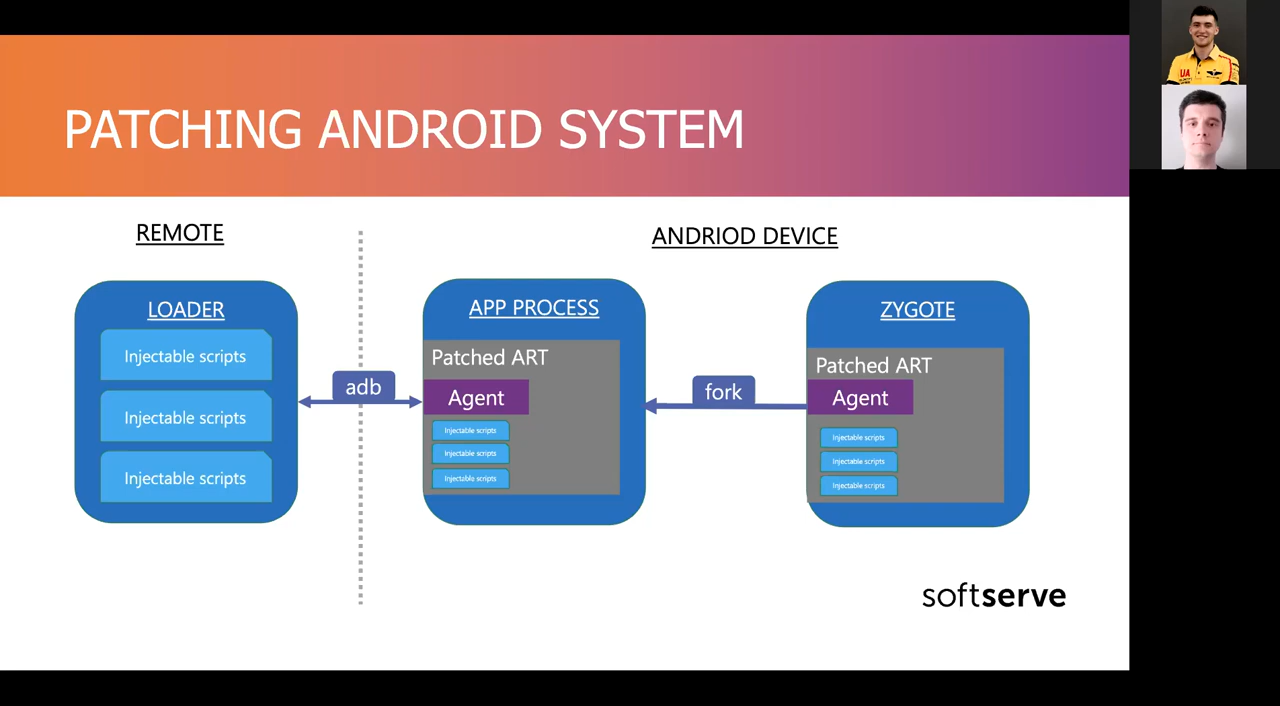 PATCHING ANDROID SYSTEM
REMOTE
ANDRIOD DEVICE
LOADER
Injectable scripts
Injectable scripts
Injectable scripts
adb
APP PROCESS
Patched ART
Agent
Injectable scripts
Injectable scripts
Injectable scripts
fork
ZYGOTE
Patched ART
Agent
Injectable scripts
Injectable scripts
Injectable scripts
softserve
UA